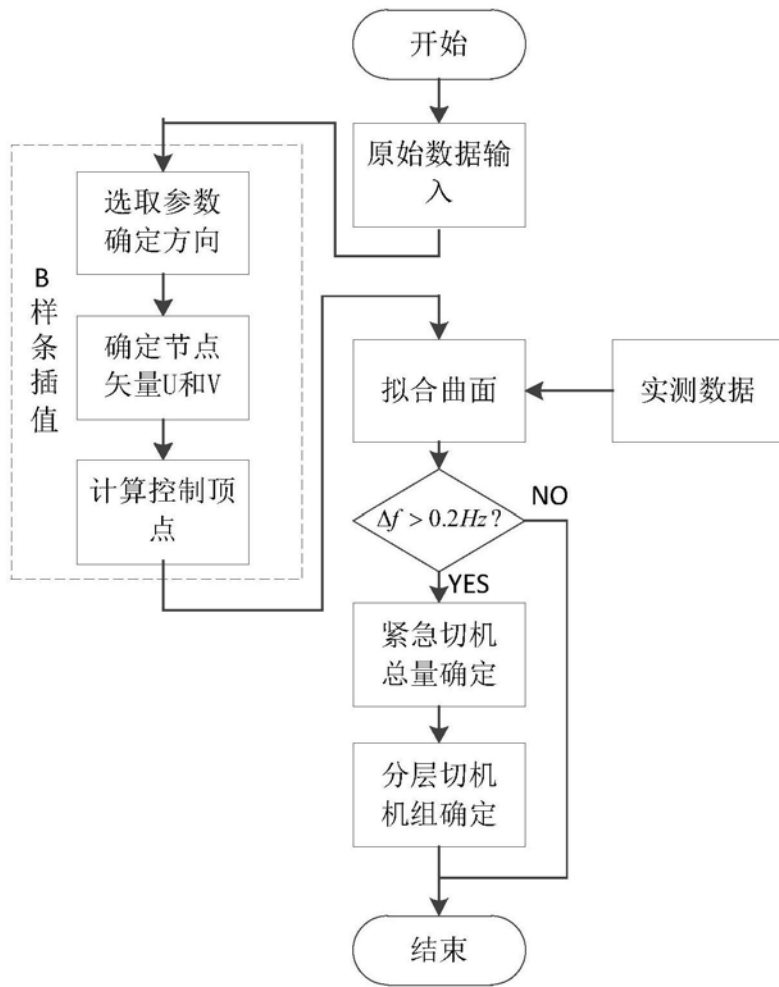 开始
原始数据输
入
选取参数
确定方向
B
样
条
插
值
确定节点
矢量U和V
计算控制顶
点
拟合曲面
实测数据
Δf > 0.2Hz?
NO
YES
紧急切机
总量确定
分层切机
机组确定
结束